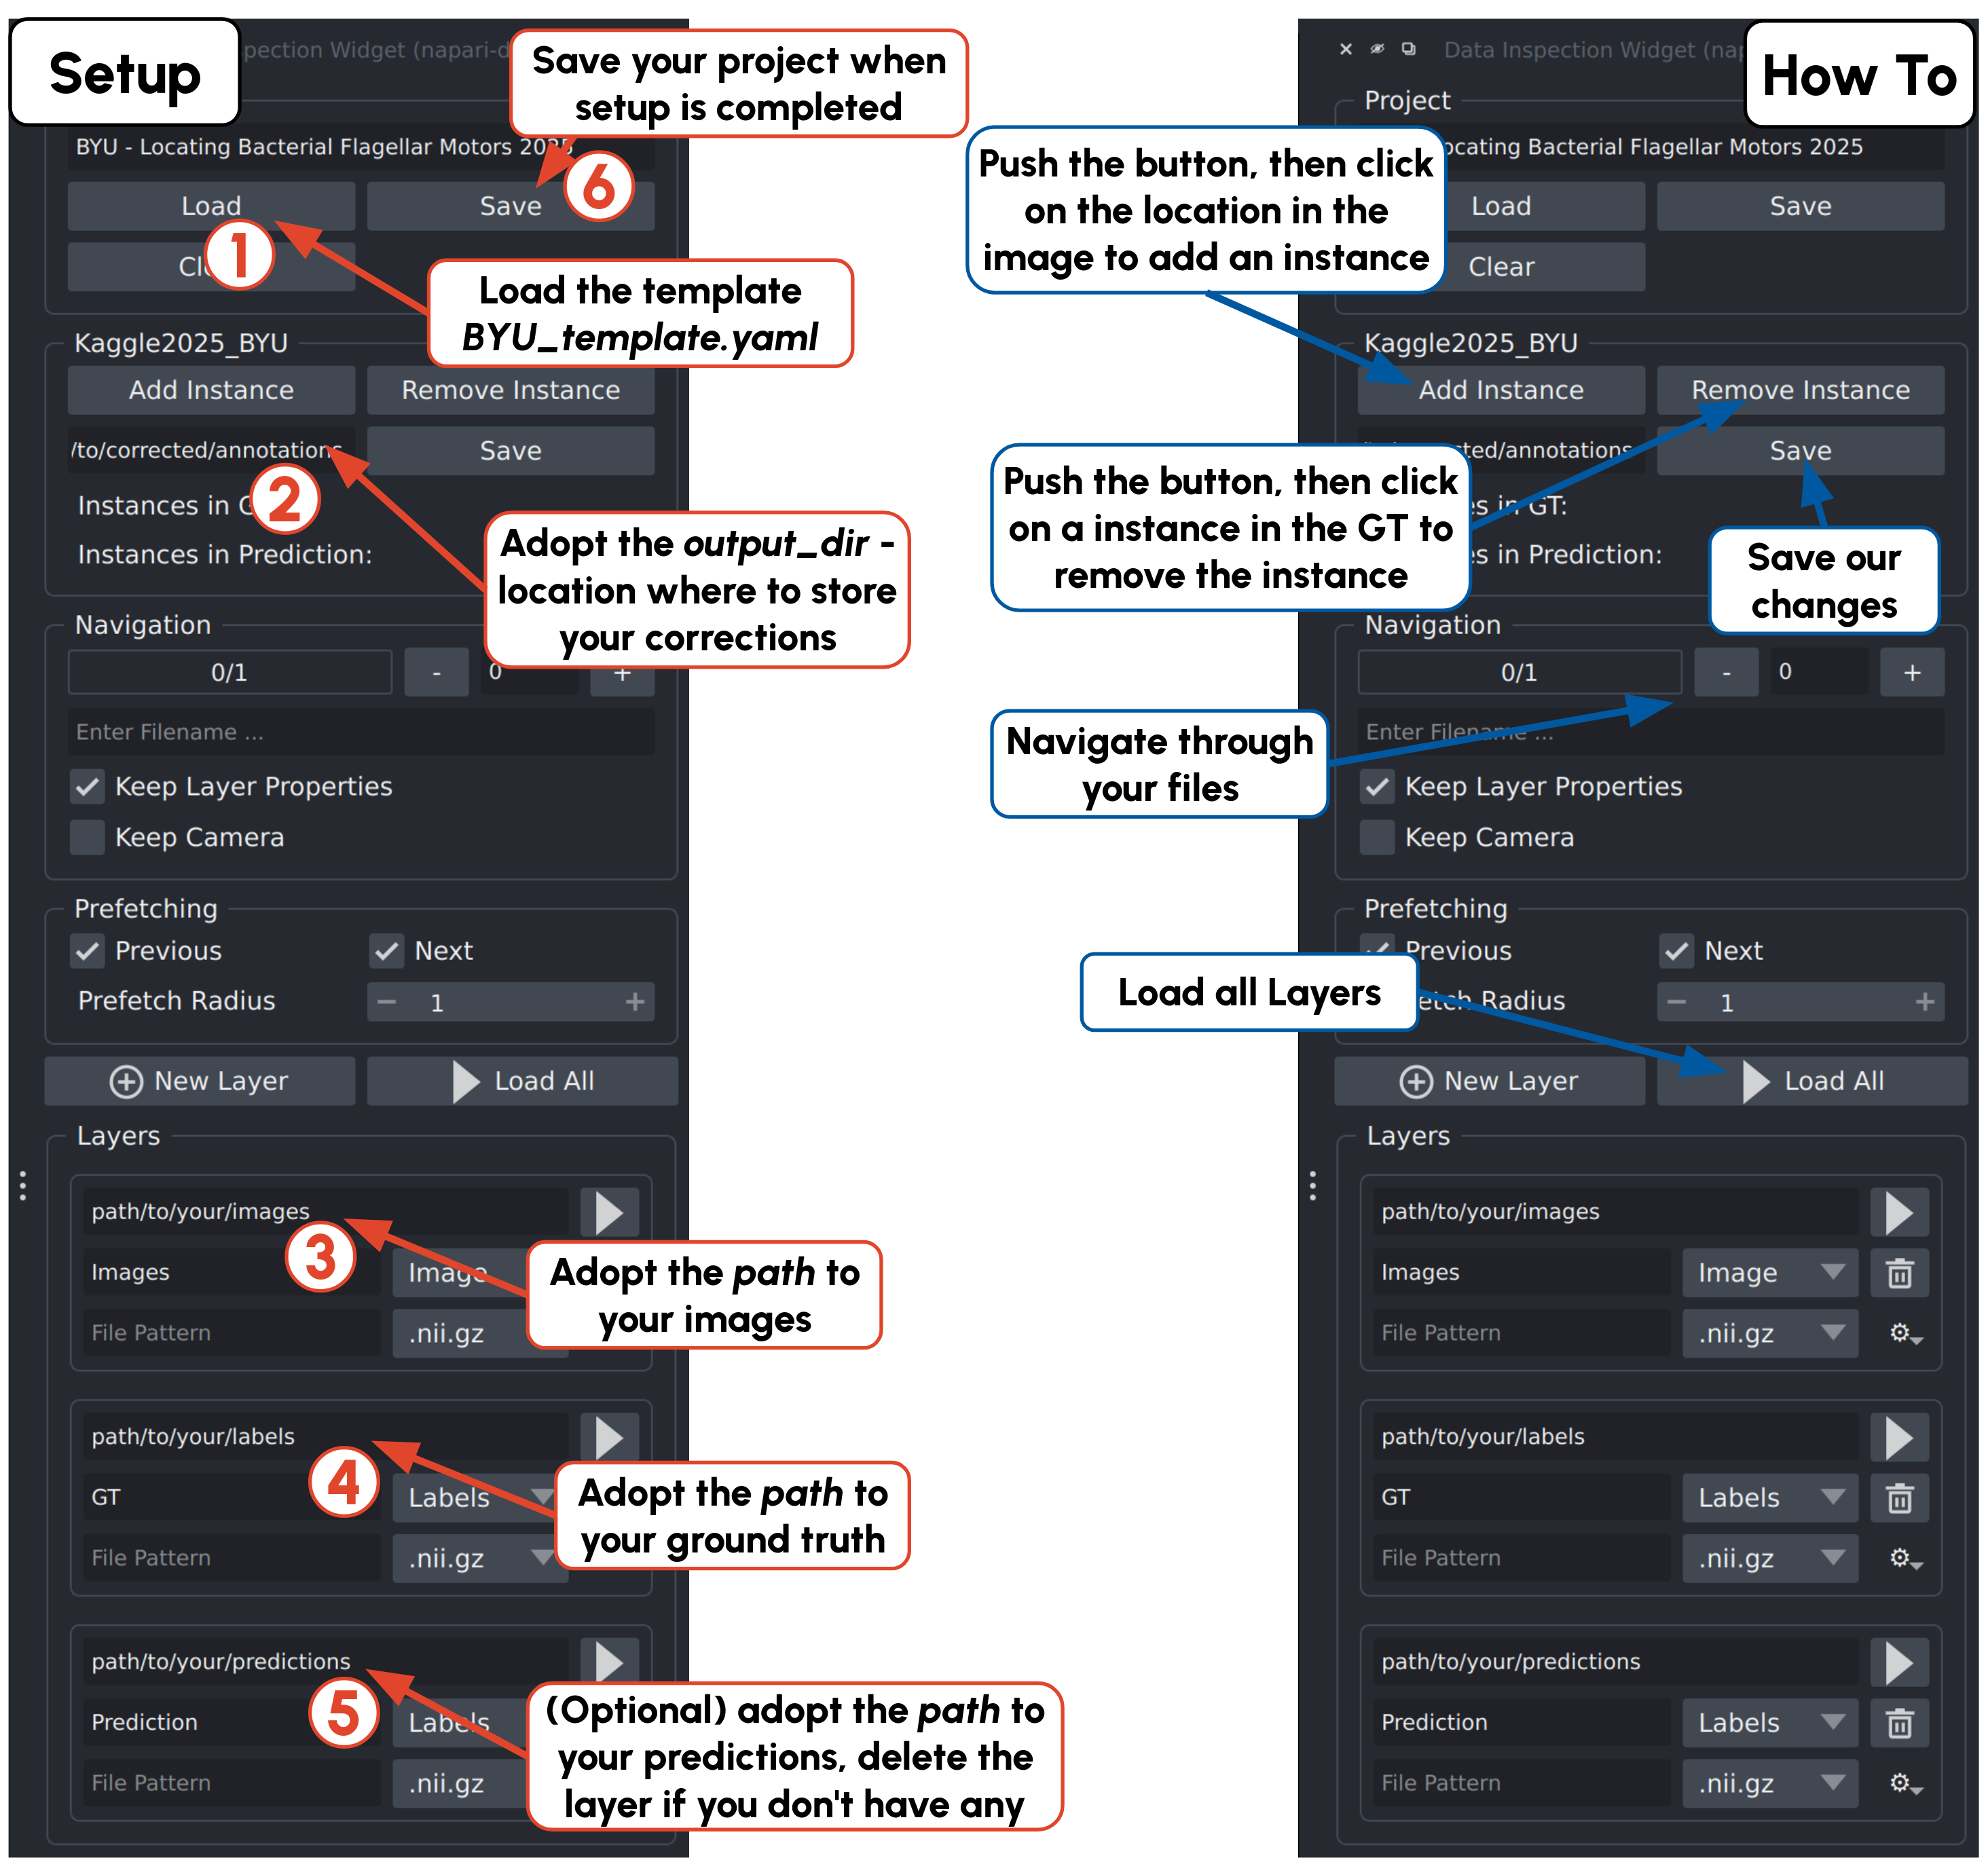 Setup
pection Widget (napari-d
Save your project when
setup is completed
BYU - Locating Bacterial Flagellar Motors 2025
6
Load
Save
1
Load the template
BYU_template.yaml
Kaggle2025_BYU
Add Instance
Remove Instance
/to/corrected/annotations
Save
2
Instances in G
Instances in Prediction:
Adopt the output_dir -
location where to store
your corrections
Navigation
0/1
-
0
+
Enter Filename ...
Keep Layer Properties
Keep Camera
Prefetching
Previous
Next
Prefetch Radius
− 1 +
New Layer
Load All
Layers
path/to/your/images
3
Images
Image
File Pattern
.nii.gz
Adopt the path to
your images
path/to/your/labels
4
GT
Labels
File Pattern
.nii.gz
Adopt the path to
your ground truth
path/to/your/predictions
5
Prediction
Labels
File Pattern
.nii.gz
(Optional) adopt the path to
your predictions, delete the
layer if you don't have any
How To
Data Inspection Widget (nap
Project
ocating Bacterial Flagellar Motors 2025
Push the button, then click
on the location in the
image to add an instance
Load
Save
Clear
Kaggle2025_BYU
Add Instance
Remove Instance
cted/annotations
Save
Push the button, then click
on a instance in the GT to
remove the instance
es in GT:
es in Prediction:
Save our
changes
Navigation
0/1
-
0
+
Navigate through
your files
Enter Filename ...
Keep Layer Properties
Keep Camera
Prefetching
Previous
Next
Load all Layers
etch Radius
− 1 +
New Layer
Load All
Layers
path/to/your/images
Images
Image
File Pattern
.nii.gz
path/to/your/labels
GT
Labels
File Pattern
.nii.gz
path/to/your/predictions
Prediction
Labels
File Pattern
.nii.gz